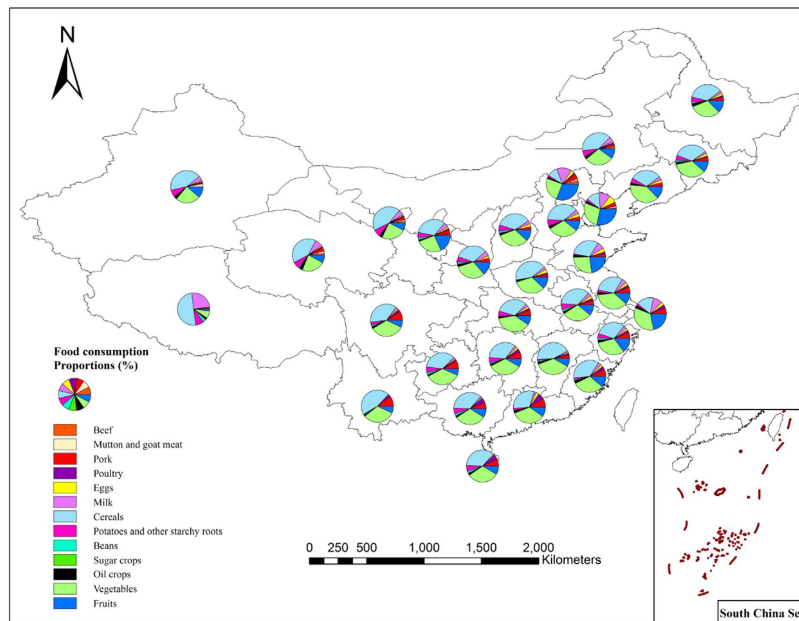 N
Food consumption
Proportions (%)
Beef
Mutton and goat meat
Pork
Poultry
Eggs
Milk
Cereals
Potatoes and other starchy roots
Beans
Sugar crops
Oil crops
Vegetables
Fruits
0 250 500 1,000 1,500 2,000
Kilometers
South China Se